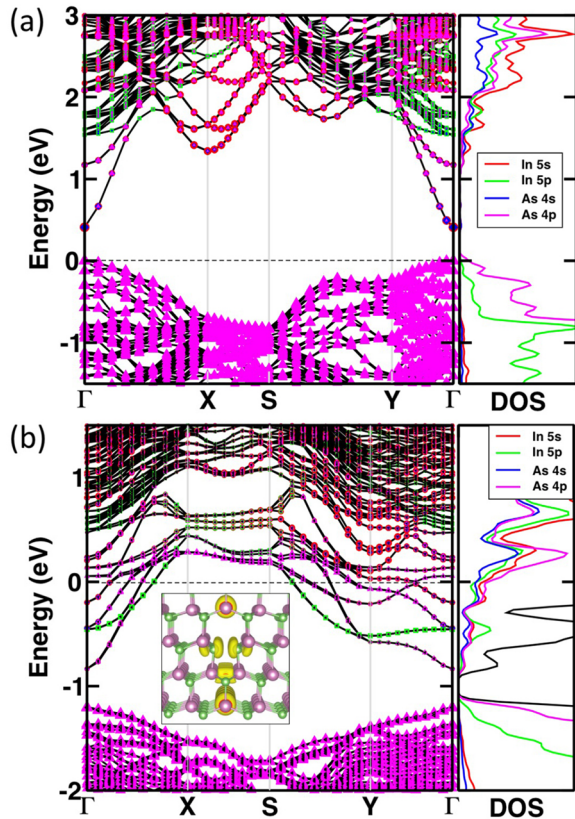 (a)
3
2
1
0
-1
Energy (eV)
In 5s
In 5p
As 4s
As 4p
Γ X S Y Γ DOS
(b)
1
0
-1
-2
Energy (eV)
In 5s
In 5p
As 4s
As 4p
Γ X S Y Γ DOS